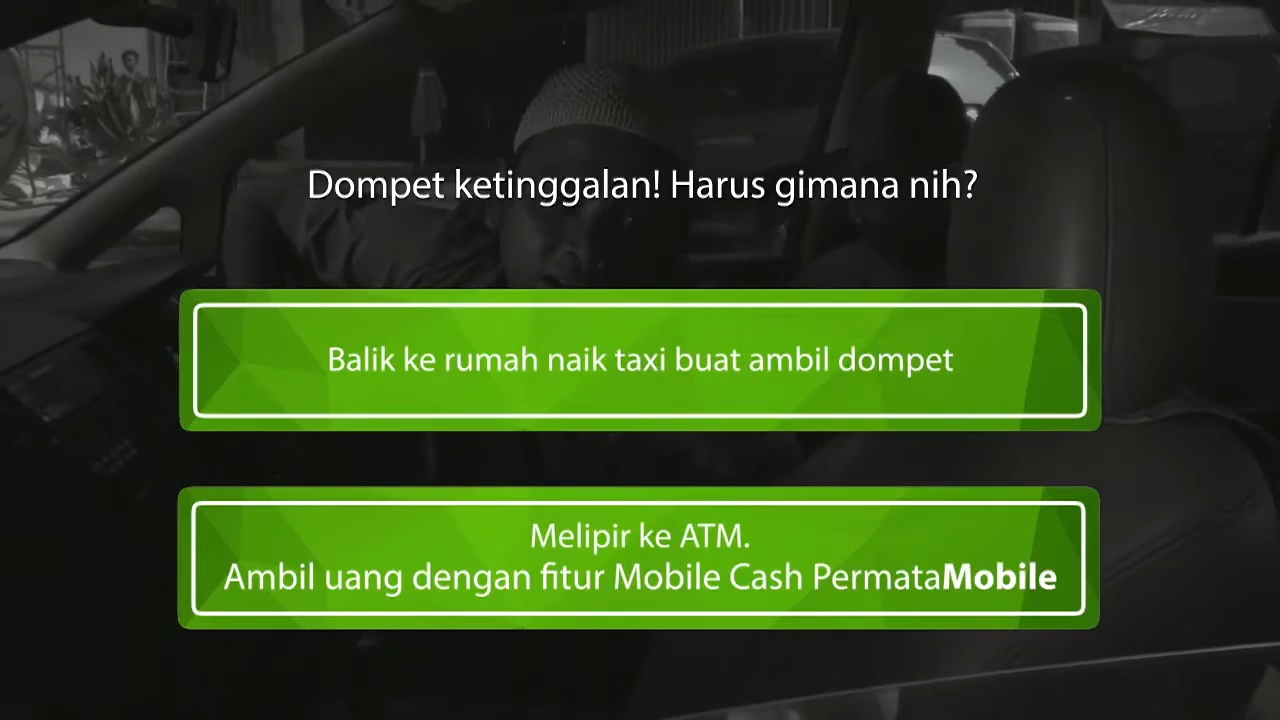 Dompet ketinggalan! Harus gimana nih?
Balik ke rumah naik taxi buat ambil dompet
Melipir ke ATM.
Ambil uang dengan fitur Mobile Cash PermataMobile